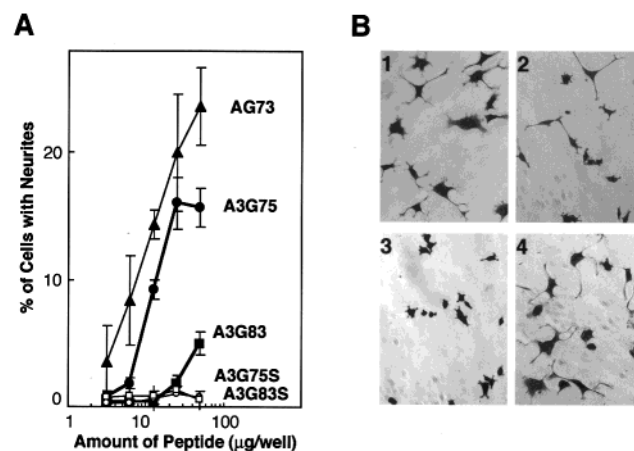 A
% of Cells with Neurites
20
10
0
AG73
A3G75
A3G83
A3G75S
A3G83S
1
10
100
Amount of Peptide (µg/well)
B
1
2
3
4